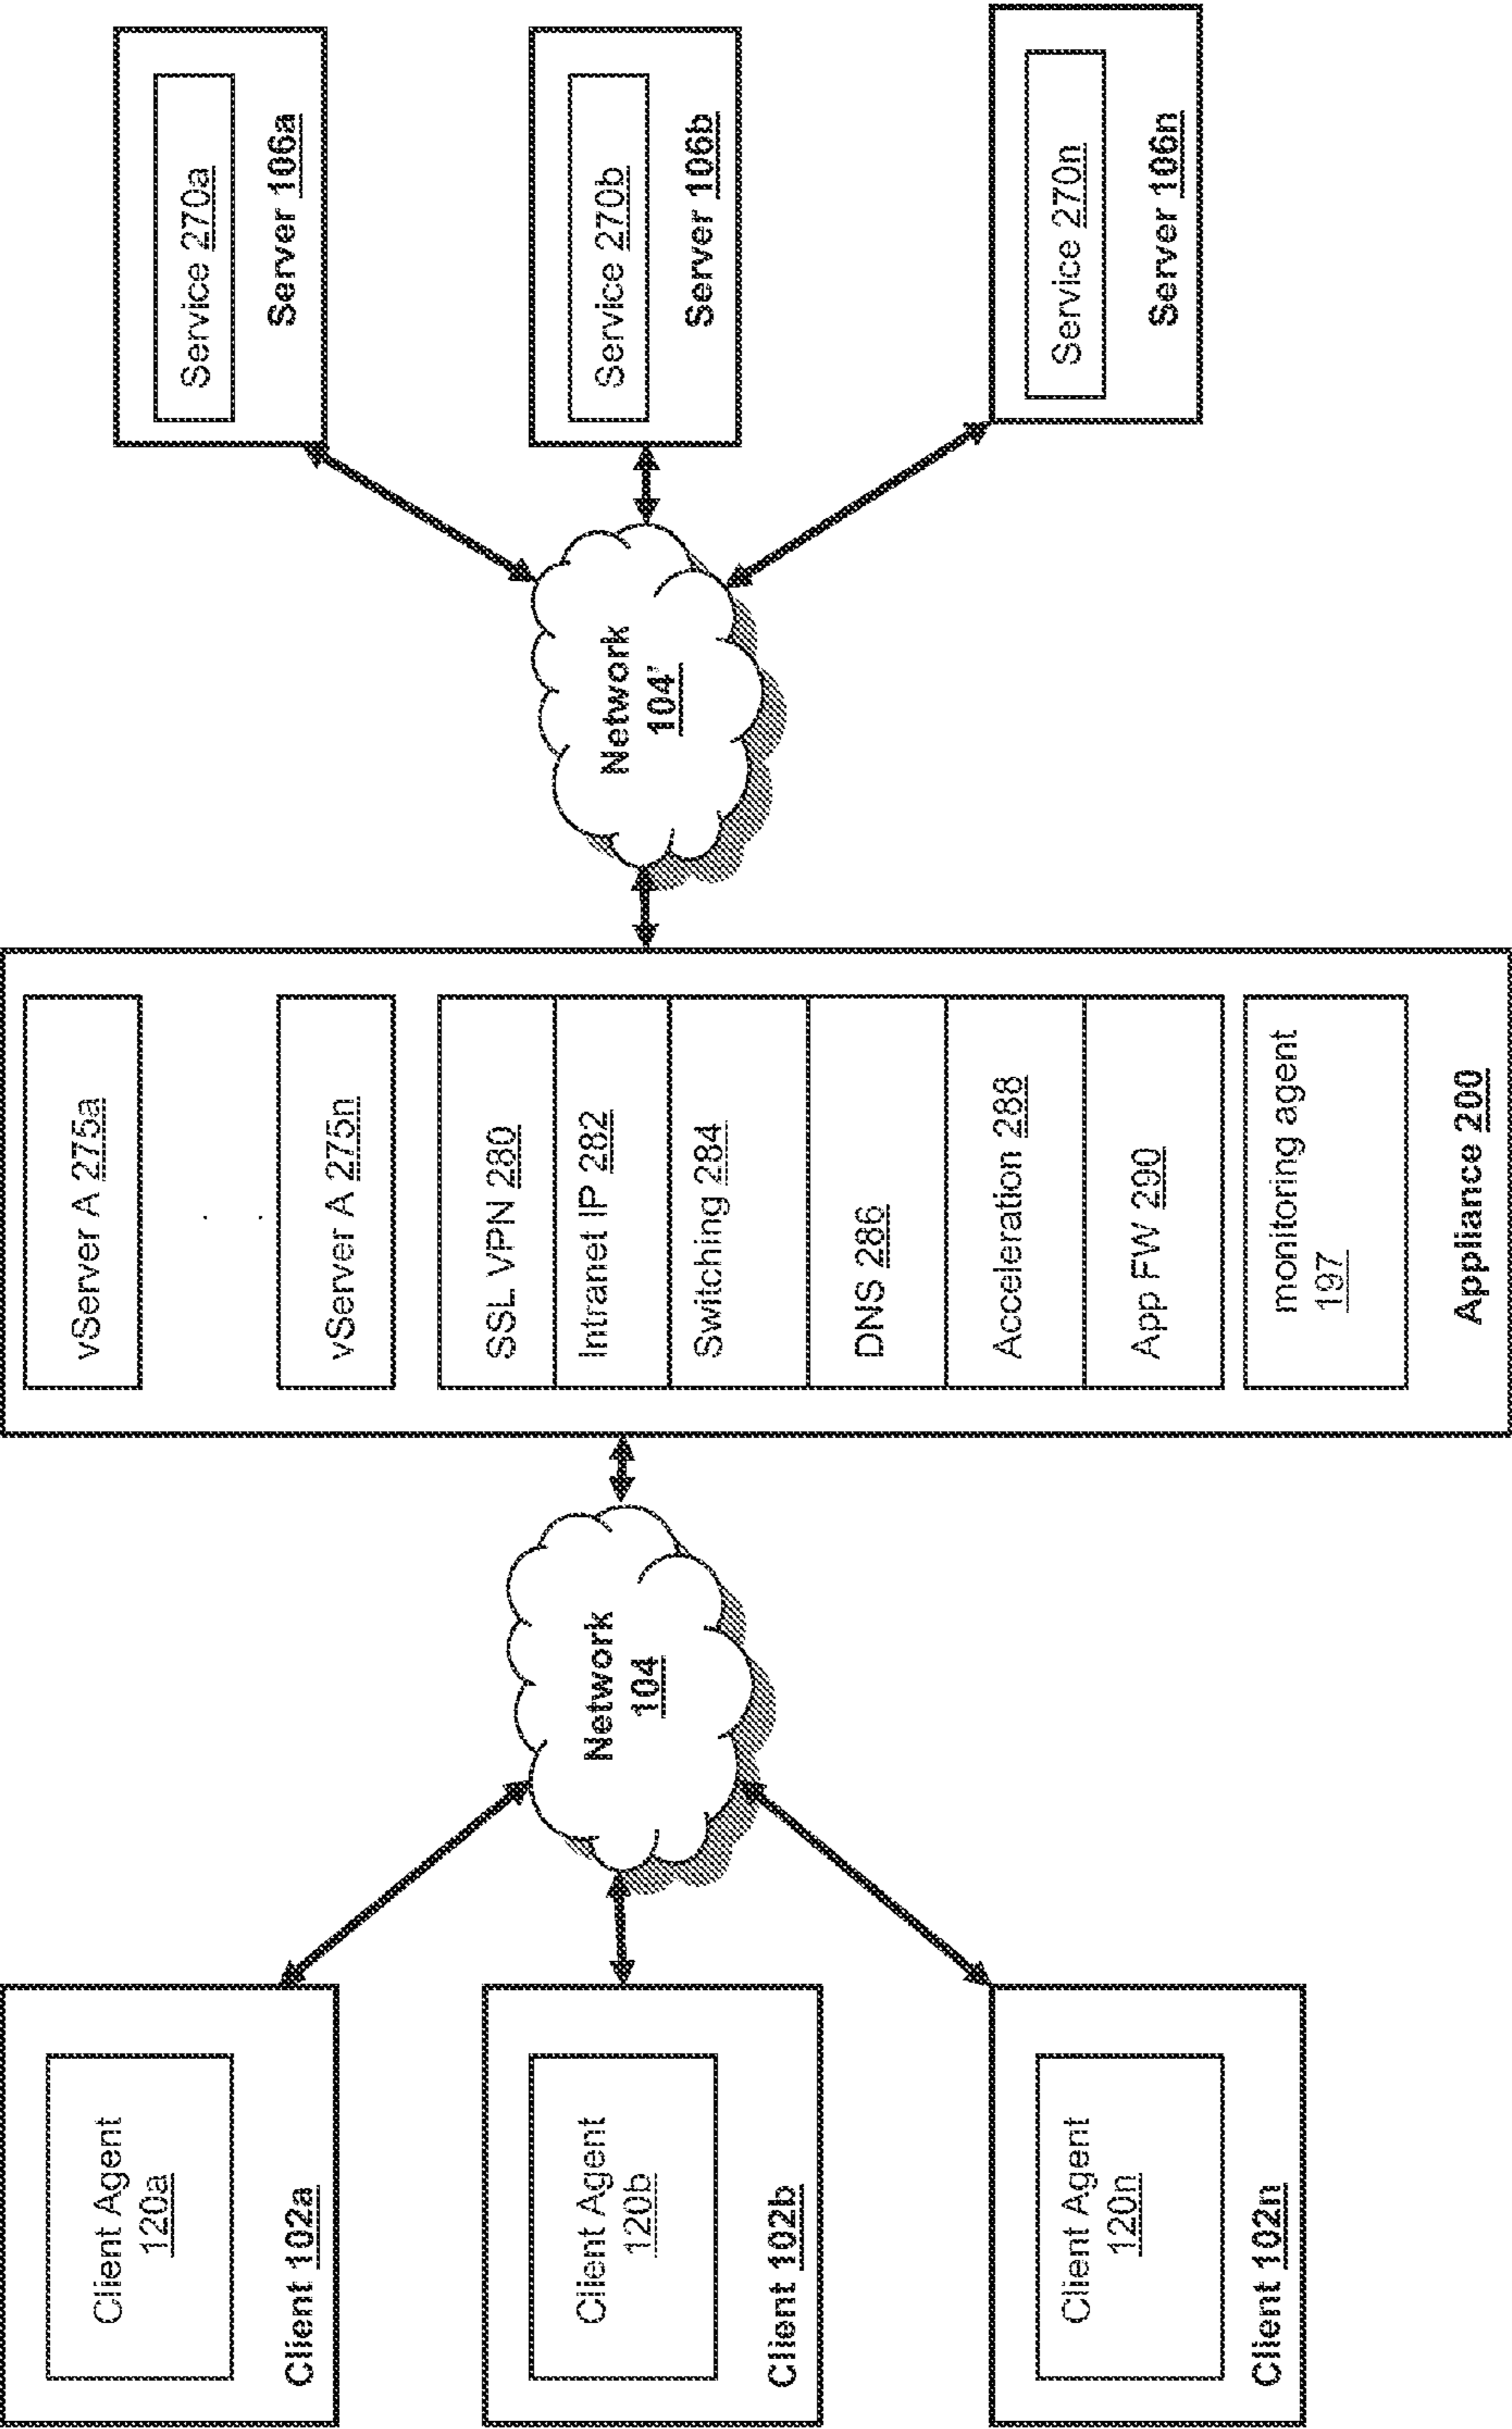 Client Agent
120a
Client 102a
Client Agent
120b
Client 102b
Client Agent
120n
Client 102n
Network
104
vServer A 275a
vServer A 275n
SSL VPN 280
Intranet IP 282
Switching 284
DNS 286
Acceleration 288
App FW 290
monitoring agent
197
Appliance 200
Network
104'
Service 270a
Server 106a
Service 270b
Server 106b
Service 270n
Server 106n